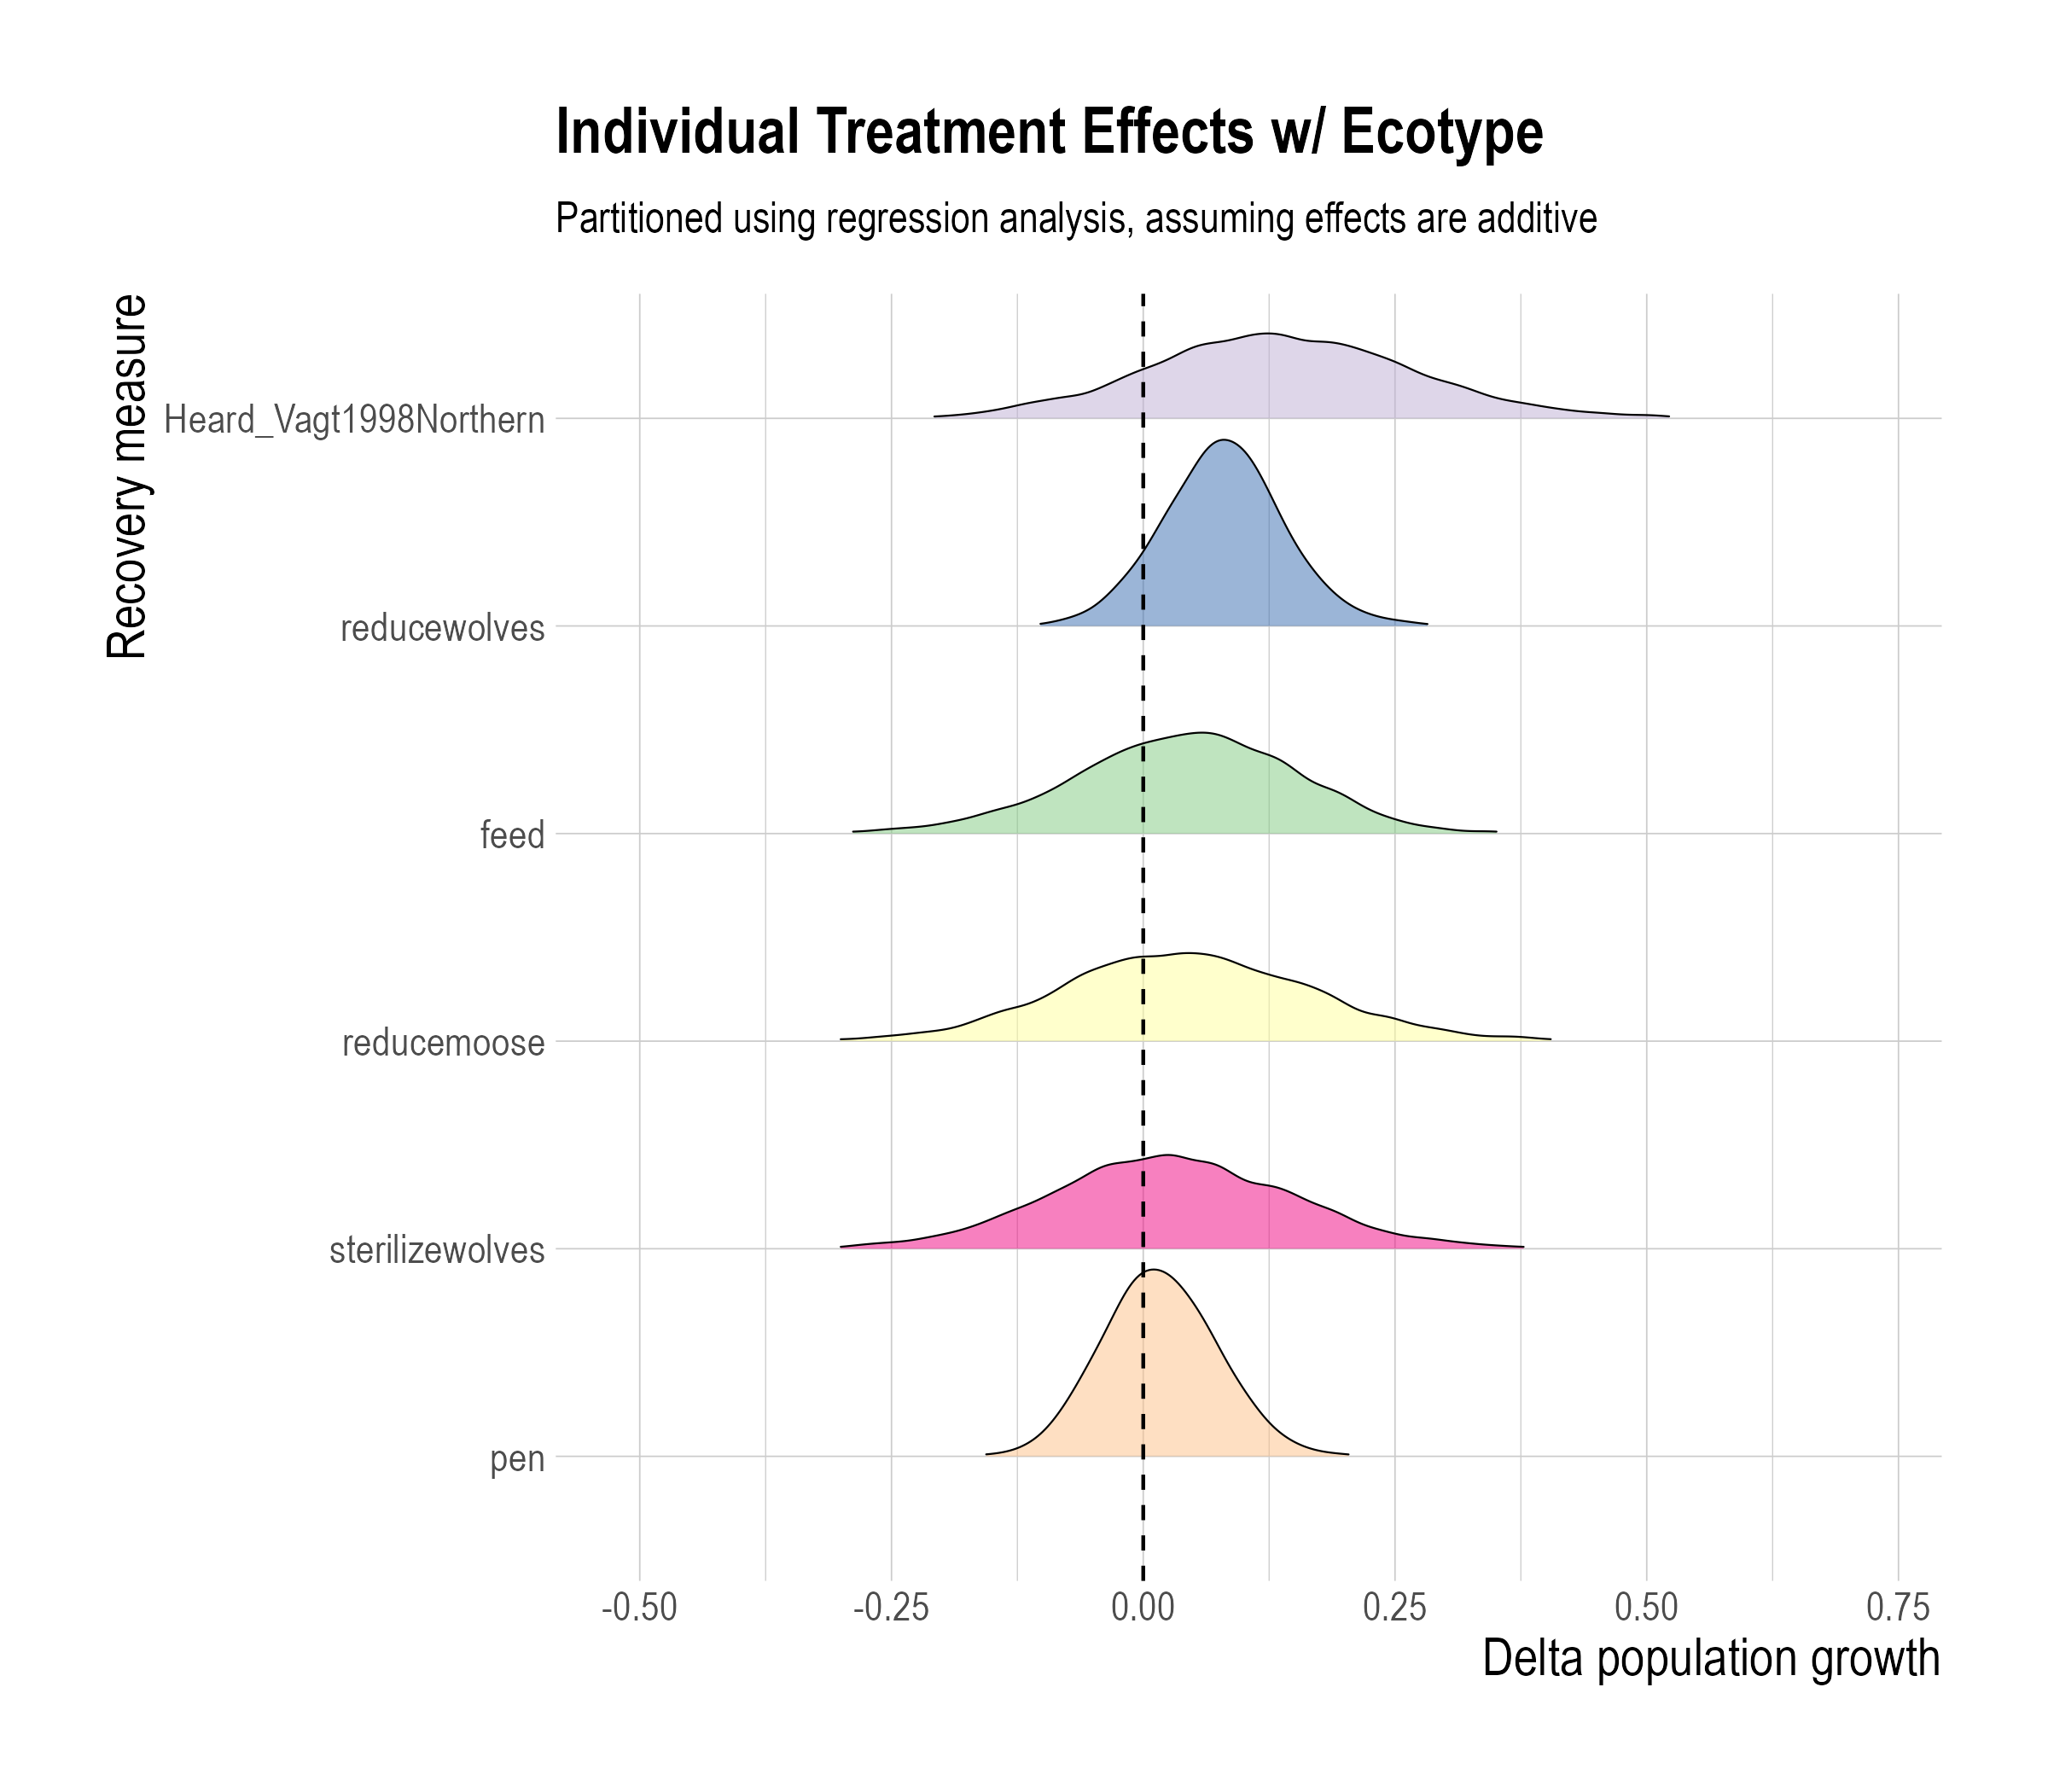 Individual Treatment Effects w/ Ecotype
Partitioned using regression analysis, assuming effects are additive
Recovery measure
Heard_Vagt1998Northern
reducewolves
feed
reducemoose
sterilizewolves
pen
-0.50 -0.25 0.00 0.25 0.50 0.75
Delta population growth